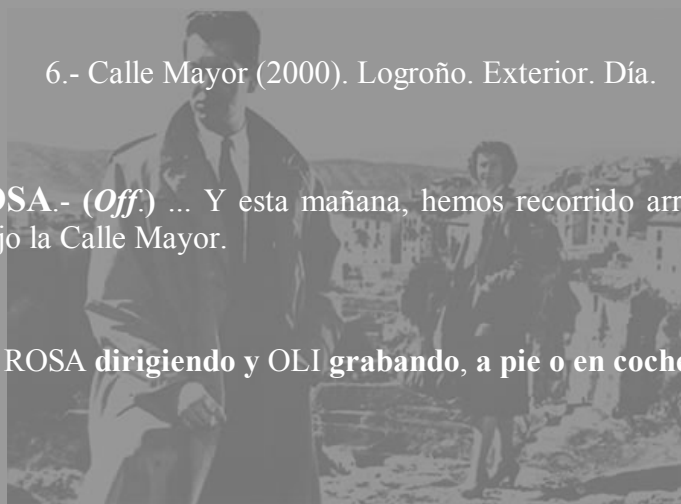 6.- Calle Mayor (2000). Logroño. Exterior. Día.
OSA.- (Off.) ... Y esta mañana, hemos recorrido arr
jo la Calle Mayor.
ROSA dirigiendo y OLI grabando, a pie o en coche